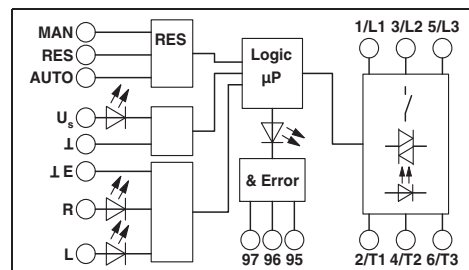 MAN
RES
AUTO
RES
Us
⊥
⊥ E
R
L
Logic
µP
& Error
97 96 95
1/L1 3/L2 5/L3
2/T1 4/T2 6/T3